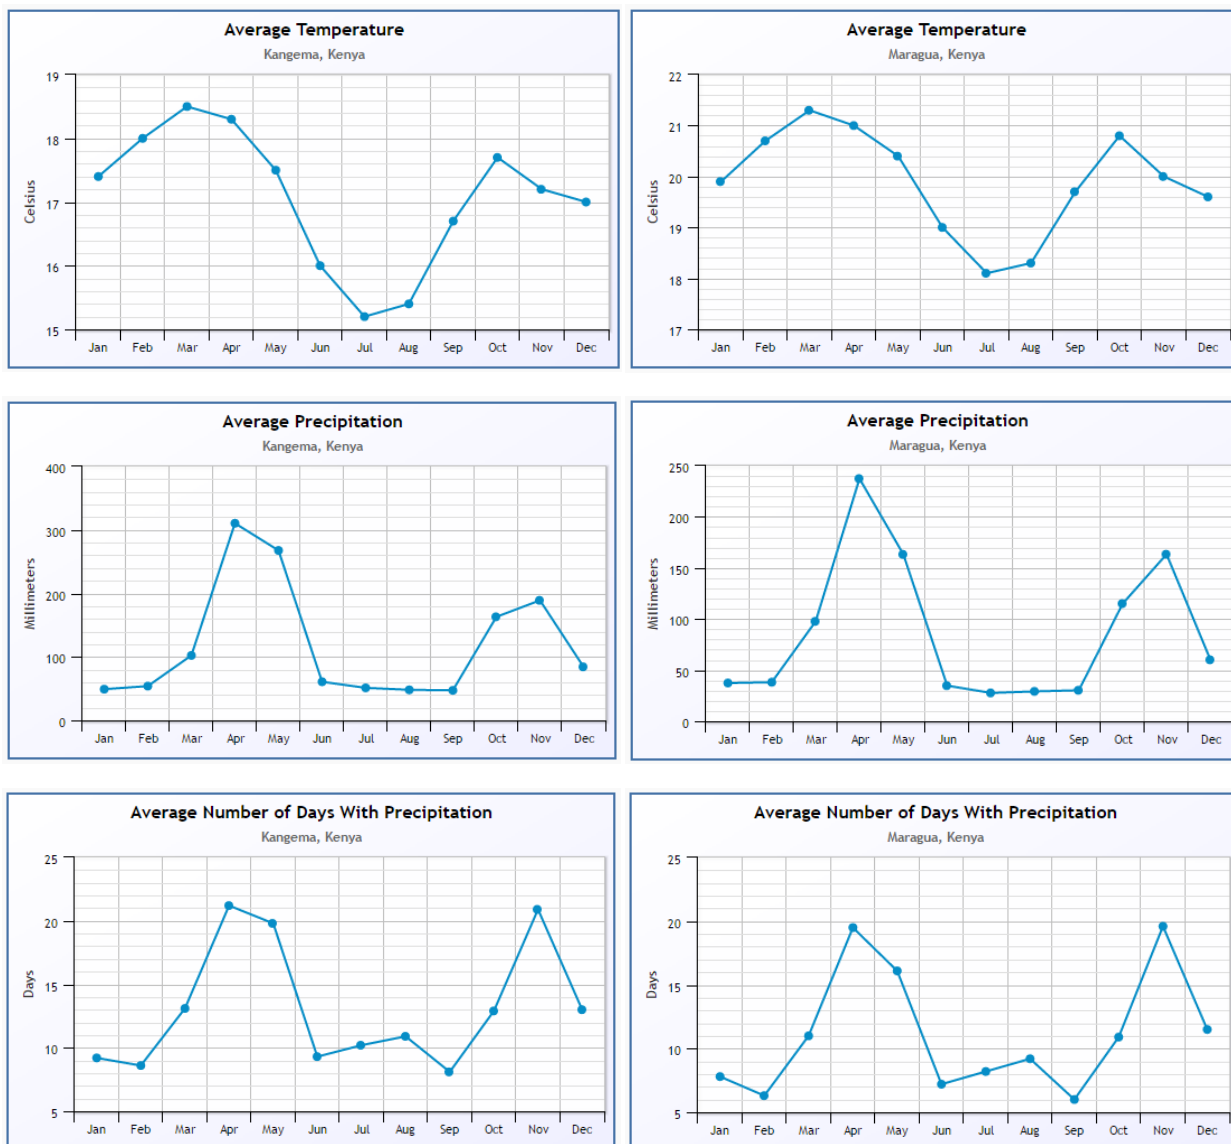 Average Temperature
Kangema, Kenya
19
18
17
16
15
Celsius
Jan Feb Mar Apr May Jun Jul Aug Sep Oct Nov Dec
Average Temperature
Maragua, Kenya
22
21
20
19
18
17
Celsius
Jan Feb Mar Apr May Jun Jul Aug Sep Oct Nov Dec
Average Precipitation
Kangema, Kenya
400
300
200
100
0
Millimeters
Jan Feb Mar Apr May Jun Jul Aug Sep Oct Nov Dec
Average Precipitation
Maragua, Kenya
250
200
150
100
50
0
Millimeters
Jan Feb Mar Apr May Jun Jul Aug Sep Oct Nov Dec
Average Number of Days With Precipitation
Kangema, Kenya
25
20
15
10
5
Days
Jan Feb Mar Apr May Jun Jul Aug Sep Oct Nov Dec
Average Number of Days With Precipitation
Maragua, Kenya
25
20
15
10
5
Days
Jan Feb Mar Apr May Jun Jul Aug Sep Oct Nov Dec